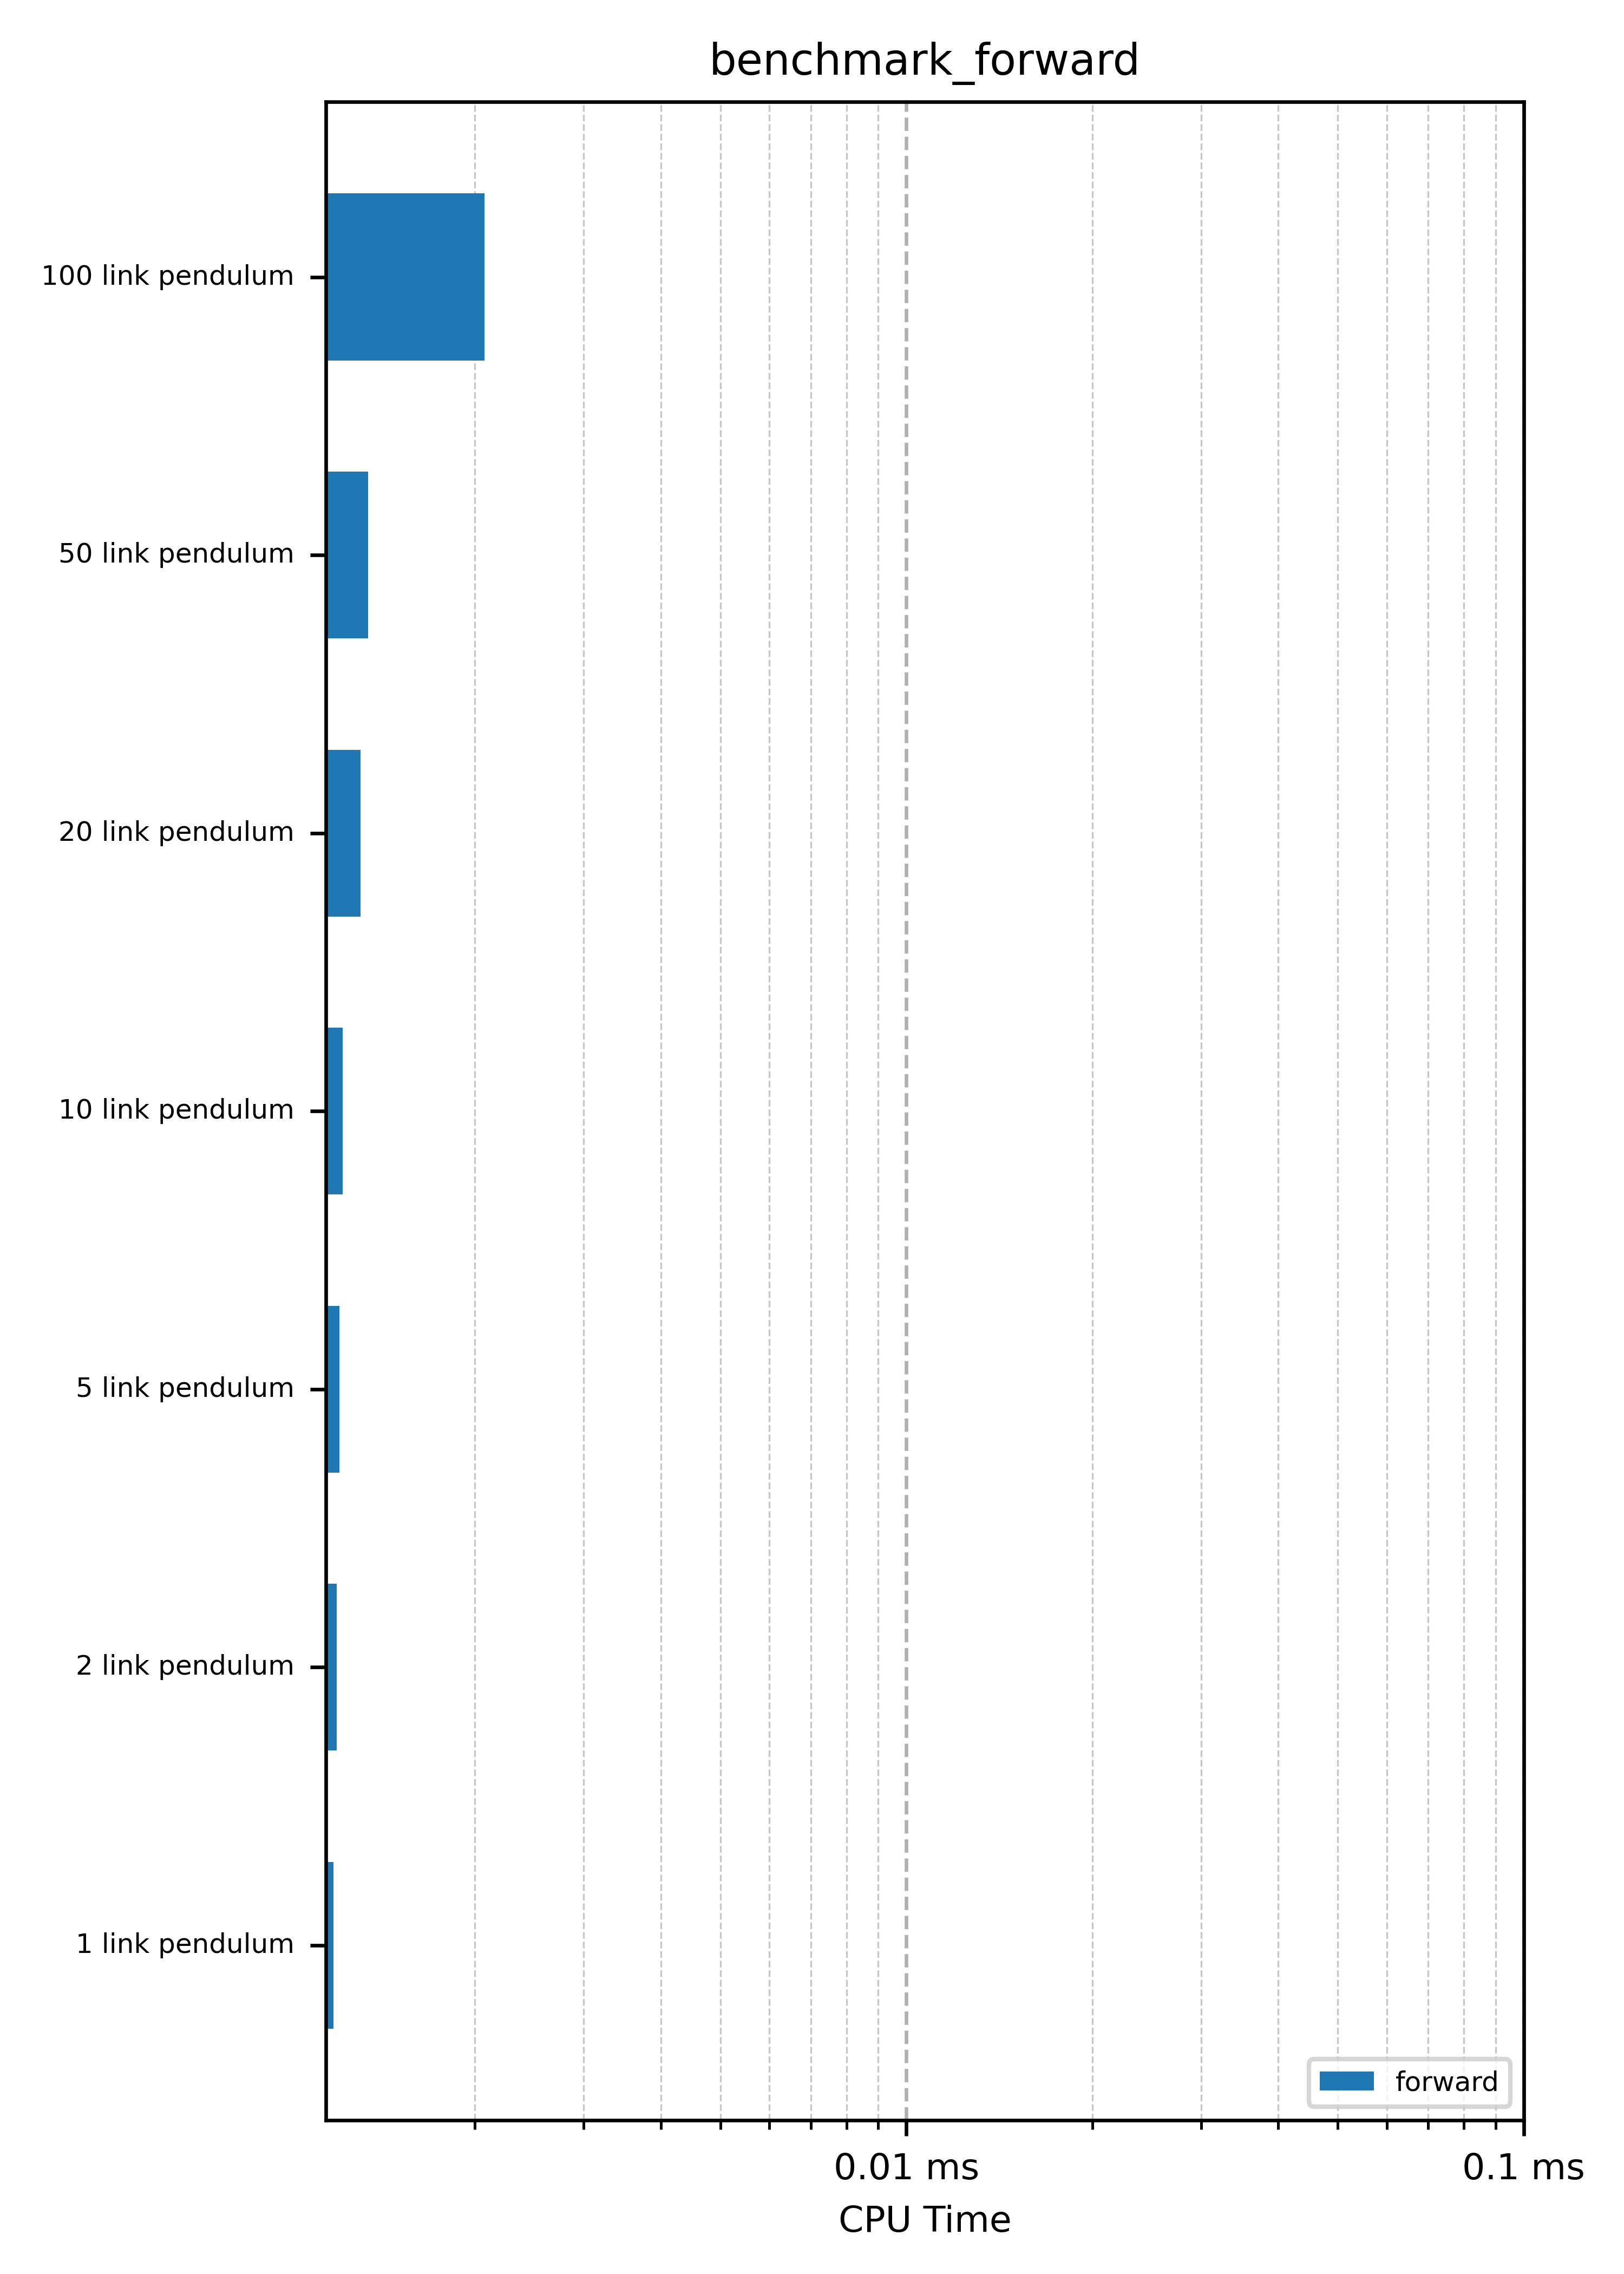 benchmark_forward
100 link pendulum
50 link pendulum
20 link pendulum
10 link pendulum
5 link pendulum
2 link pendulum
1 link pendulum
forward
0.01 ms
0.1 ms
CPU Time